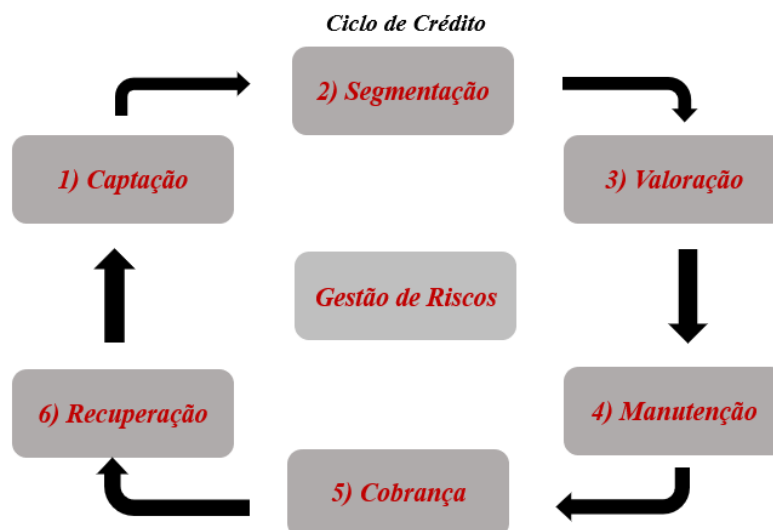 Ciclo de Crédito
2) Segmentação
1) Captação
3) Valoração
Gestão de Riscos
6) Recuperação
4) Manutenção
5) Cobrança